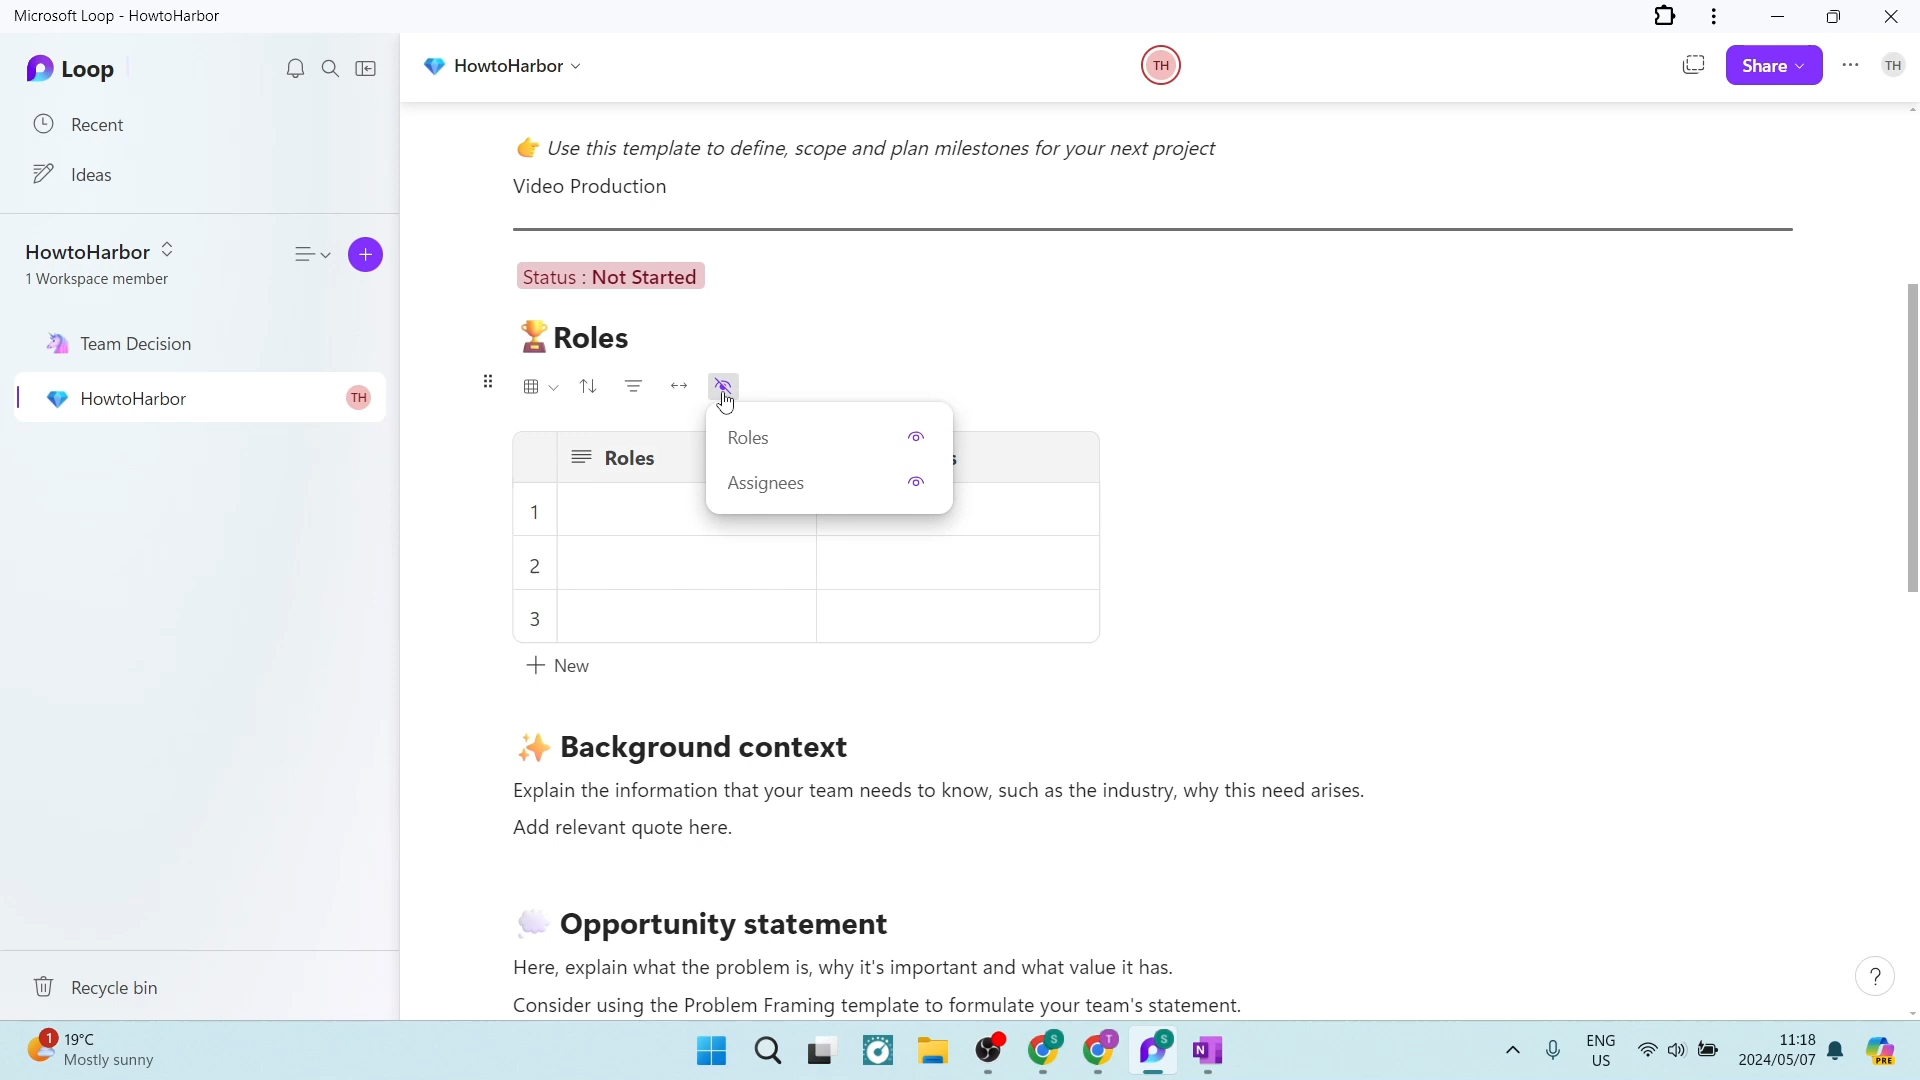 Microsoft Loop - HowtoHarbor
Loop
HowtoHarbor
TH
Share
TH
Recent
Ideas
HowtoHarbor
1 Workspace member
Team Decision
HowtoHarbor
TH
Recycle bin
Use this template to define, scope and plan milestones for your next project
Video Production
Status : Not Started
Roles
Roles
Assignees
Roles
s
1
2
3
New
Background context
Explain the information that your team needs to know, such as the industry, why this need arises.
Add relevant quote here.
Opportunity statement
Here, explain what the problem is, why it's important and what value it has.
Consider using the Problem Framing template to formulate your team's statement.
?
1
19°C
Mostly sunny
S
T
S
N
ENG
US
11:18
2024/05/07
PRE